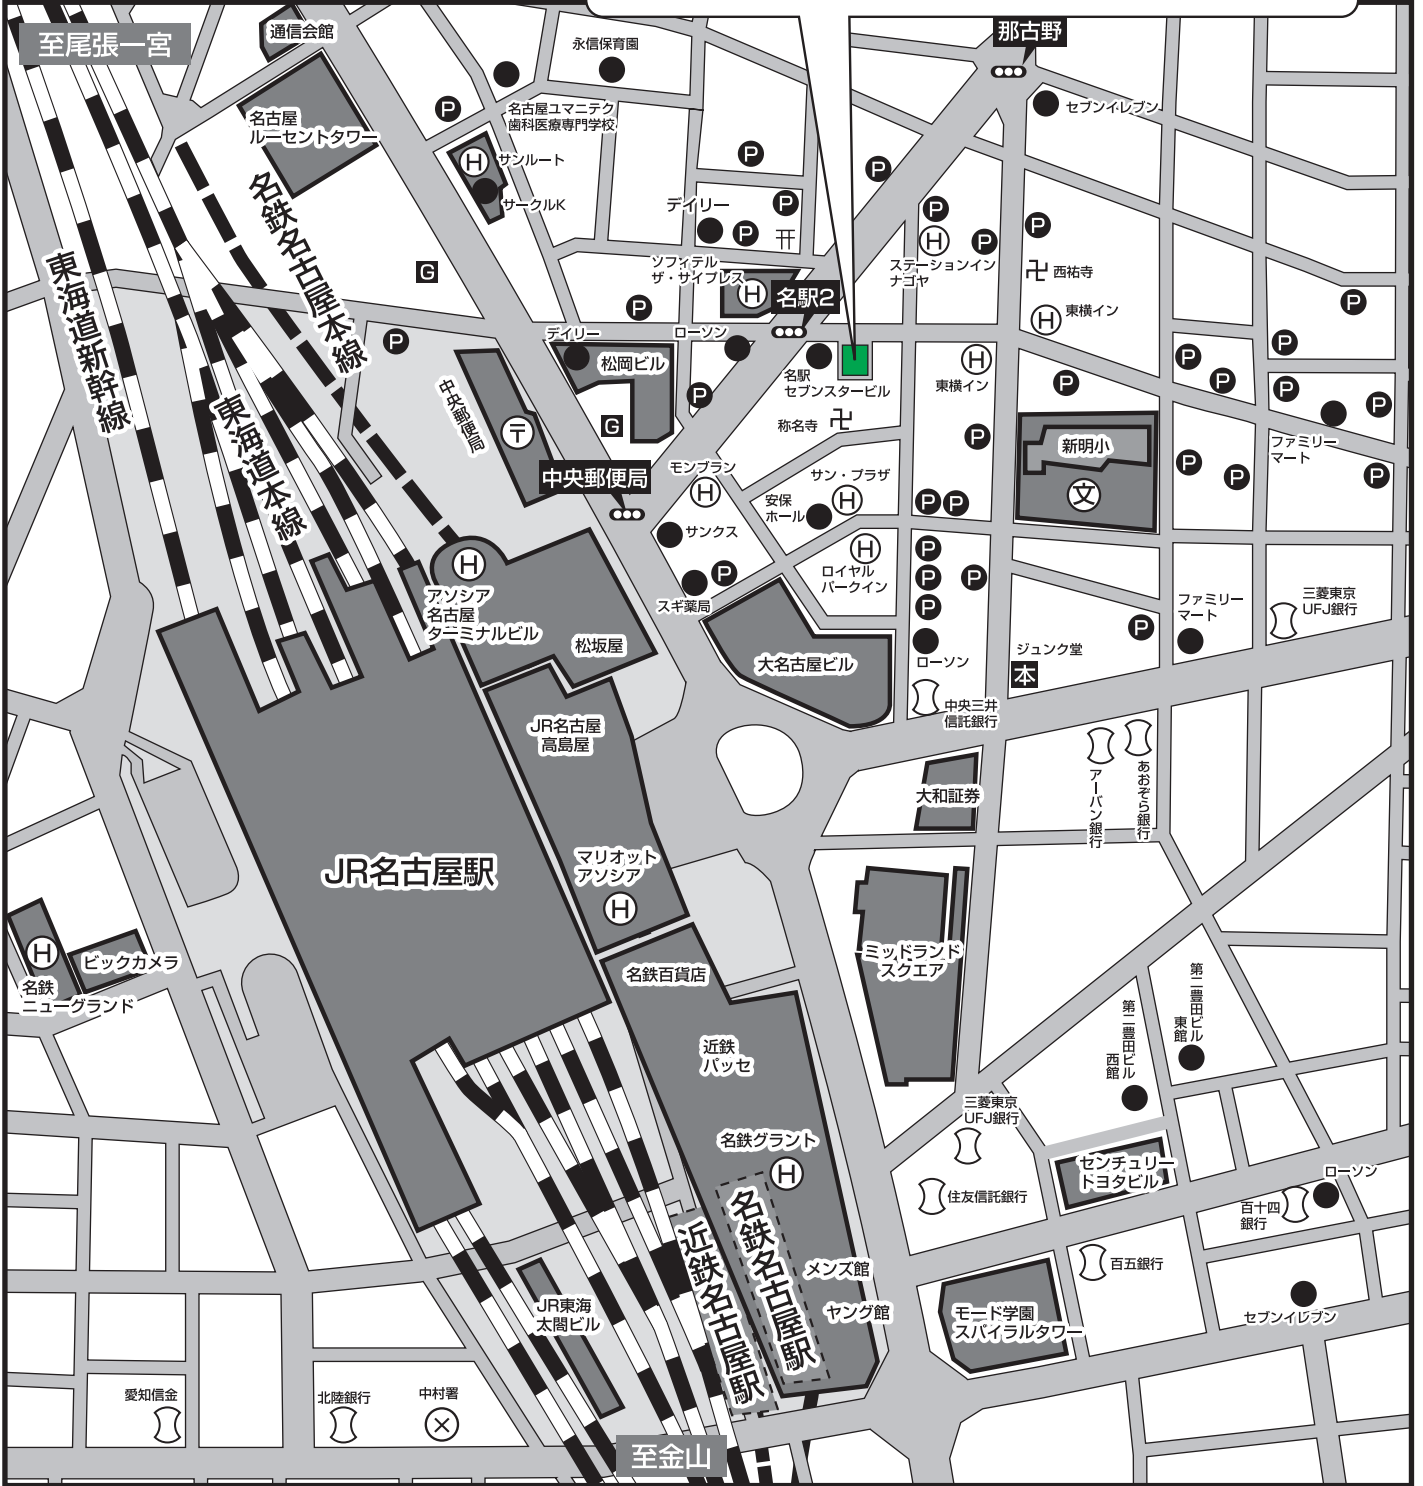 至尾張一宮
通信会館
永信保育園
那古野
セブンイレブン
名古屋ユマニテク
歯科医療専門学校
名古屋
ルーセントタワー
H
サンルート
サークルK
P
P
P
P
デイリー
P
P
P
H
P
P
ステーションイン
ナゴヤ
西祐寺
名鉄名古屋本線
東海道新幹線
G
ソフィテル
ザ・サイプレス
H
名駅2
P
H
東横イン
P
デイリー
ローソン
松岡ビル
P
中央郵便局
〒
G
P
名駅
セブンスタービル
称名寺
H
東横イン
P
P
P
P
P
P
P
P
P
P
ファミリー
マート
新明小
文
東海道本線
中央郵便局
モンブラン
H
サン・プラザ
H
安保
ホール
P
P
サンクス
H
ロイヤル
パークイン
P
P
P
P
スギ薬局
P
H
アソシア
名古屋
ターミナルビル
松坂屋
大名古屋ビル
ローソン
ジュンク堂
本
P
ファミリー
マート
三菱東京
UFJ銀行
中央三井
信託銀行
JR名古屋
高島屋
大和証券
アーバン銀行
あおぞら銀行
JR名古屋駅
マリオット
アソシア
H
ミッドランド
スクエア
H
名鉄
ニューグランド
ビックカメラ
名鉄百貨店
近鉄
パッセ
第二豊田ビル
東館
第二豊田ビル
西館
三菱東京
UFJ銀行
名鉄グラント
H
住友信託銀行
センチュリー
トヨタビル
ローソン
百十四
銀行
百五銀行
近鉄名古屋駅
名鉄名古屋駅
メンズ館
ヤング館
JR東海
太閤ビル
モード学園
スパイラルタワー
セブンイレブン
愛知信金
北陸銀行
中村署
至金山